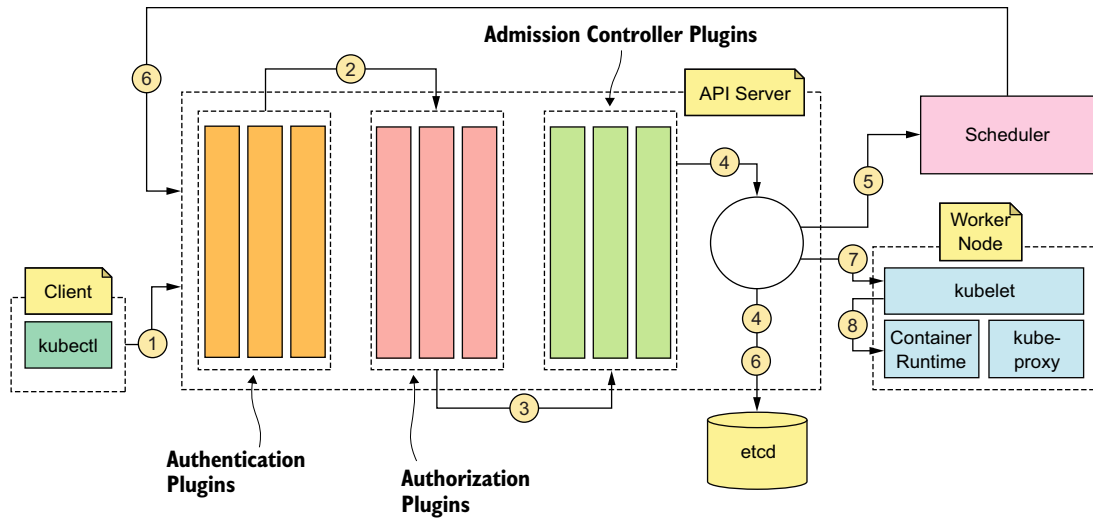 Admission Controller Plugins
6
2
API Server
Scheduler
4
5
Worker
Node
Client
7
kubelet
kubectl
1
4
8
Container
Runtime
kube-
proxy
6
3
etcd
Authentication
Plugins
Authorization
Plugins